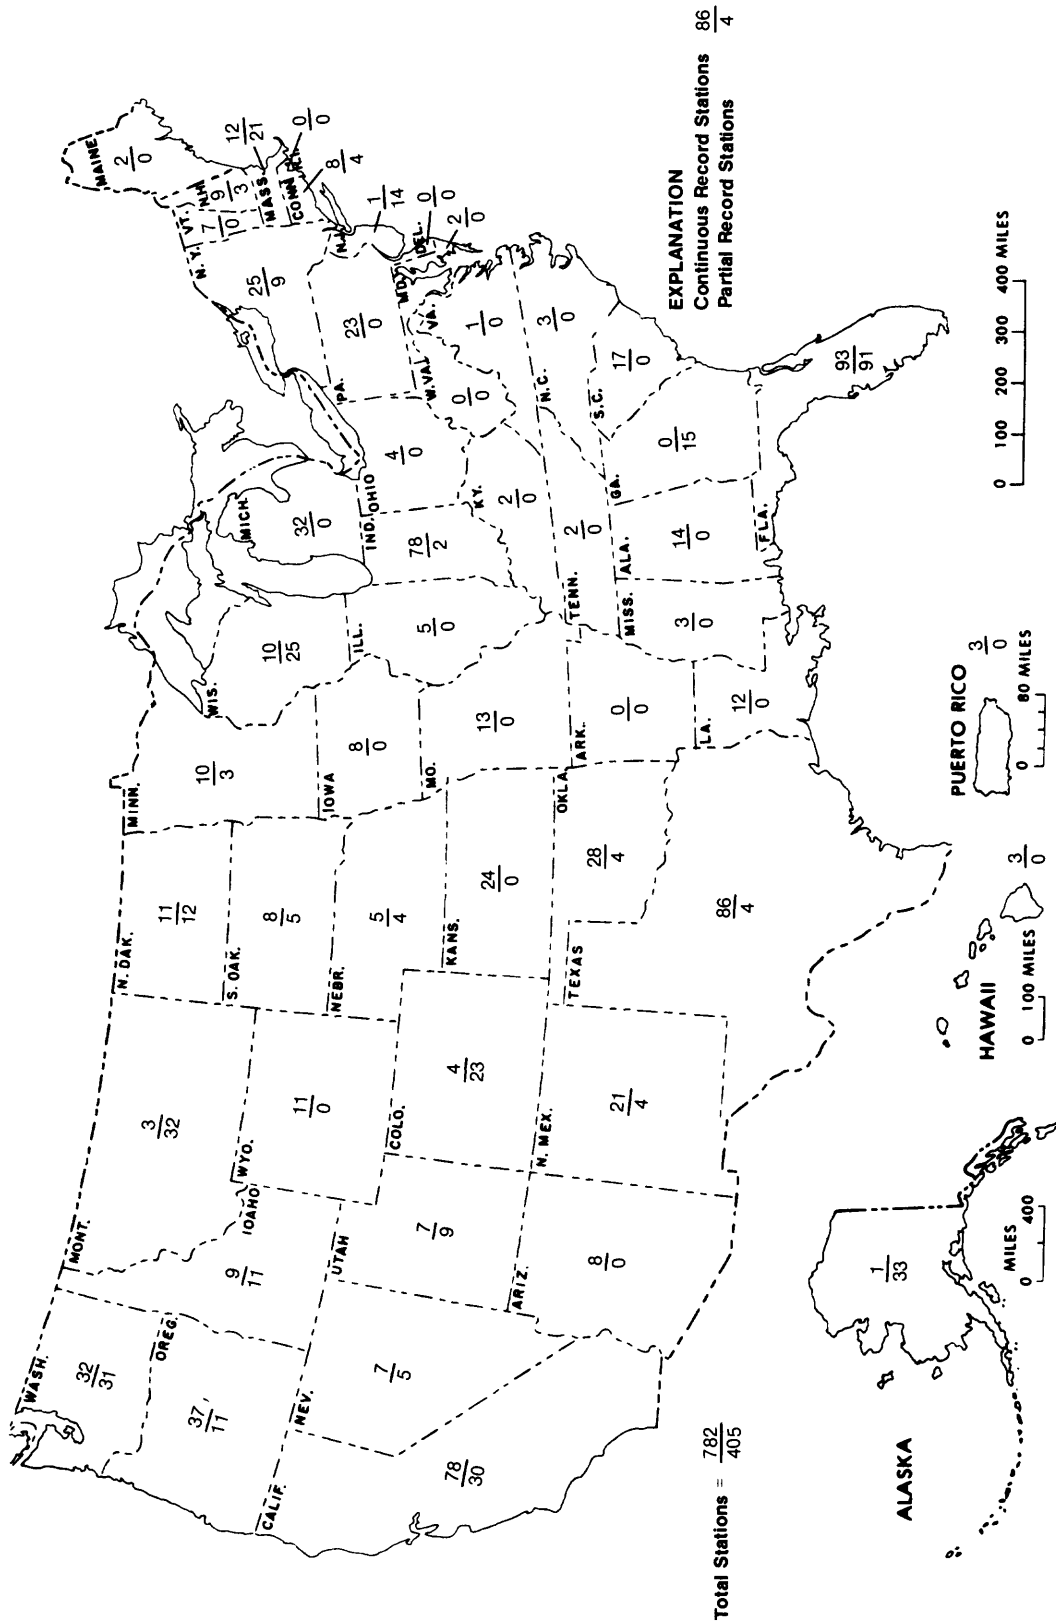 WASH.
32
31
OREG.
37
11
CALIF.
78
30
NEV.
7
5
IOAHO
9
11
MONT.
3
32
WYO.
11
0
UTAH
7
9
COLO.
4
23
ARIZ.
8
0
N. MEX.
21
4
N. DAK.
11
12
S. OAK.
8
5
NEBR.
5
4
KANS.
24
0
OKLA.
28
4
TEXAS
86
4
MINN.
10
3
IOWA
8
0
MO.
13
0
ARK.
0
0
LA.
12
0
WIS.
10
25
ILL.
5
0
MICH.
32
0
IND.
78
2
OHIO
4
0
KY.
2
0
TENN.
2
0
MISS.
3
0
ALA.
14
0
GA.
0
15
FLA.
93
91
S.C.
17
0
N.C.
3
0
VA.
1
0
W.VA.
0
0
MD.
2
0
DEL.
0
0
PA.
23
0
N.J.
1
14
N.Y.
25
9
VT.
7
0
N.H.
9
3
MAINE
2
0
MASS.
12
21
R.I.
0
0
CONN.
8
4
EXPLANATION
Continuous Record Stations 86
Partial Record Stations 4
0 100 200 300 400 MILES
Total Stations = 782
405
ALASKA
1
33
MILES
0 400
HAWAII
3
0
0 100 MILES
PUERTO RICO
3
0
0 80 MILES